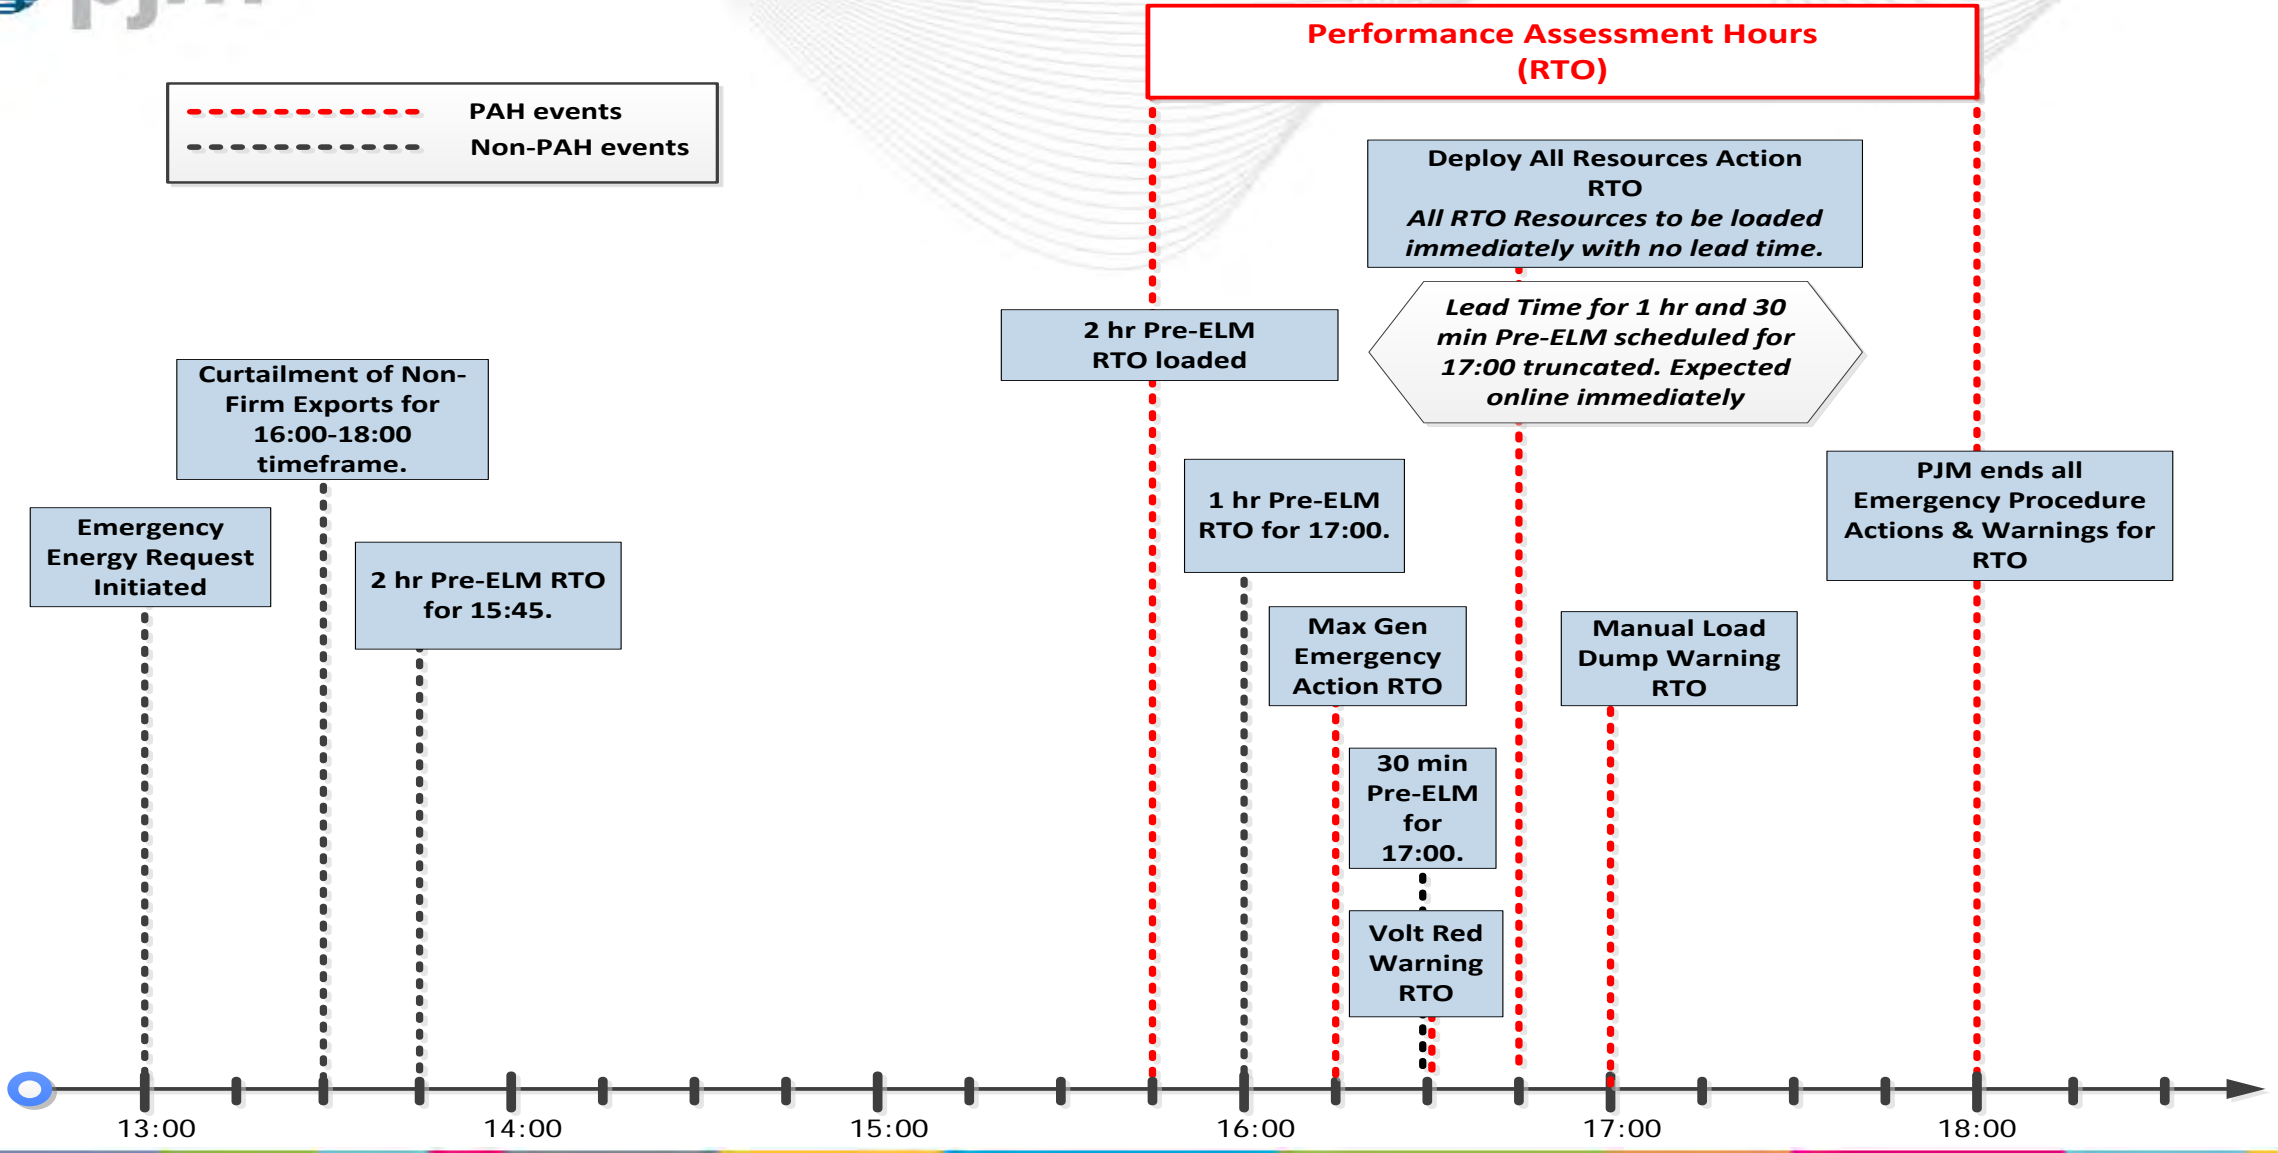 pjm
Performance Assessment Hours
(RTO)
PAH events
Non-PAH events
Deploy All Resources Action
RTO
All RTO Resources to be loaded
immediately with no lead time.
Lead Time for 1 hr and 30
min Pre-ELM scheduled for
17:00 truncated. Expected
online immediately
2 hr Pre-ELM
RTO loaded
Curtailment of Non-
Firm Exports for
16:00-18:00
timeframe.
Emergency
Energy Request
Initiated
2 hr Pre-ELM RTO
for 15:45.
1 hr Pre-ELM
RTO for 17:00.
PJM ends all
Emergency Procedure
Actions & Warnings for
RTO
Max Gen
Emergency
Action RTO
Manual Load
Dump Warning
RTO
30 min
Pre-ELM
for
17:00.
Volt Red
Warning
RTO
13:00
14:00
15:00
16:00
17:00
18:00